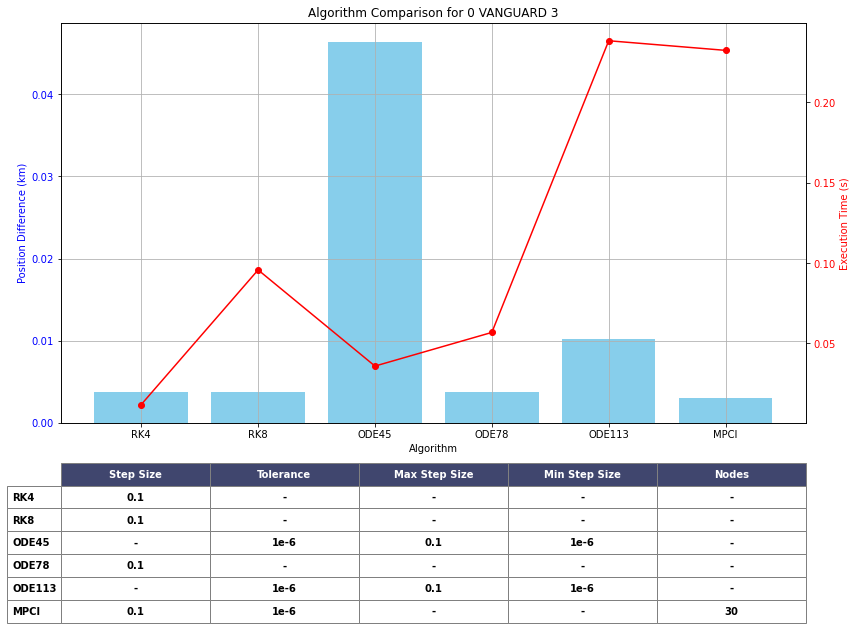 Algorithm Comparison for 0 VANGUARD 3
Position Difference (km)
0.04
0.03
0.02
0.01
0.00
0.20
0.15
0.10
0.05
Execution Time (s)
RK4 RK8 ODE45 ODE78 ODE113 MPCI
Algorithm
Step Size Tolerance Max Step Size Min Step Size Nodes
RK4 0.1 - - - -
RK8 0.1 - - - -
ODE45 - 1e-6 0.1 1e-6 -
ODE78 0.1 - - - -
ODE113 - 1e-6 0.1 1e-6 -
MPCI 0.1 1e-6 - - 30